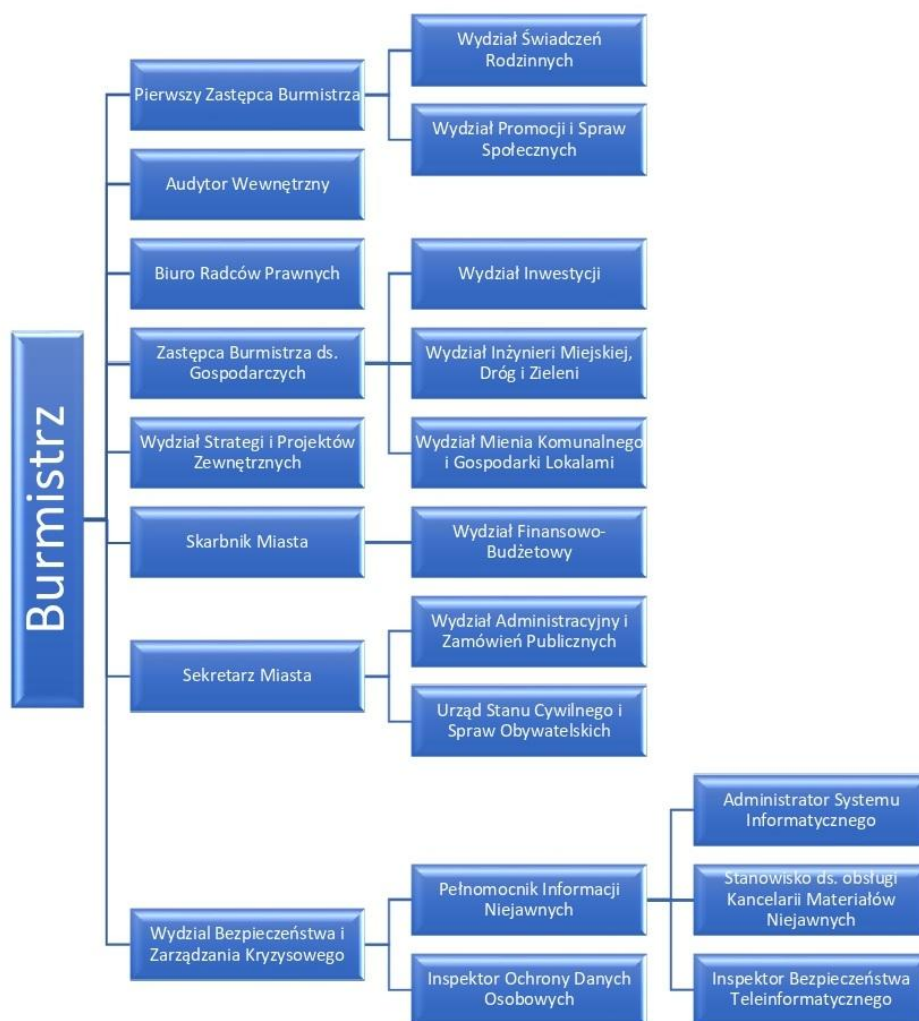 Burmistrz
Pierwszy Zastępca Burmistrza
Wydział Świadczeń
Rodzinnych
Wydział Promocji i Spraw
Społecznych
Audytor Wewnętrzny
Biuro Radców Prawnych
Zastępca Burmistrza ds.
Gospodarczych
Wydział Inwestycji
Wydział Inżynieri Miejskiej,
Dróg i Zieleni
Wydział Mienia Komunalnego
i Gospodarki Lokalami
Wydział Strategi i Projektów
Zewnętrznych
Skarbnik Miasta
Wydział Finansowo-
Budżetowy
Sekretarz Miasta
Wydział Administracyjny i
Zamówień Publicznych
Urząd Stanu Cywilnego i
Spraw Obywatelskich
Wydzial Bezpieczeństwa i
Zarządzania Kryzysowego
Pełnomocnik Informacji
Niejawnych
Administrator Systemu
Informatycznego
Stanowisko ds. obsługi
Kancelarii Materiałów
Niejawnych
Inspektor Bezpieczeństwa
Teleinformatycznego
Inspektor Ochrony Danych
Osobowych